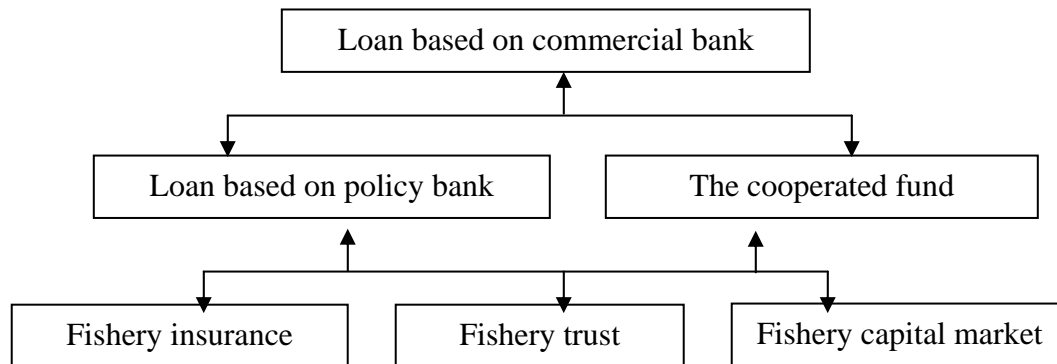 Loan based on commercial bank
Loan based on policy bank
The cooperated fund
Fishery insurance
Fishery trust
Fishery capital market